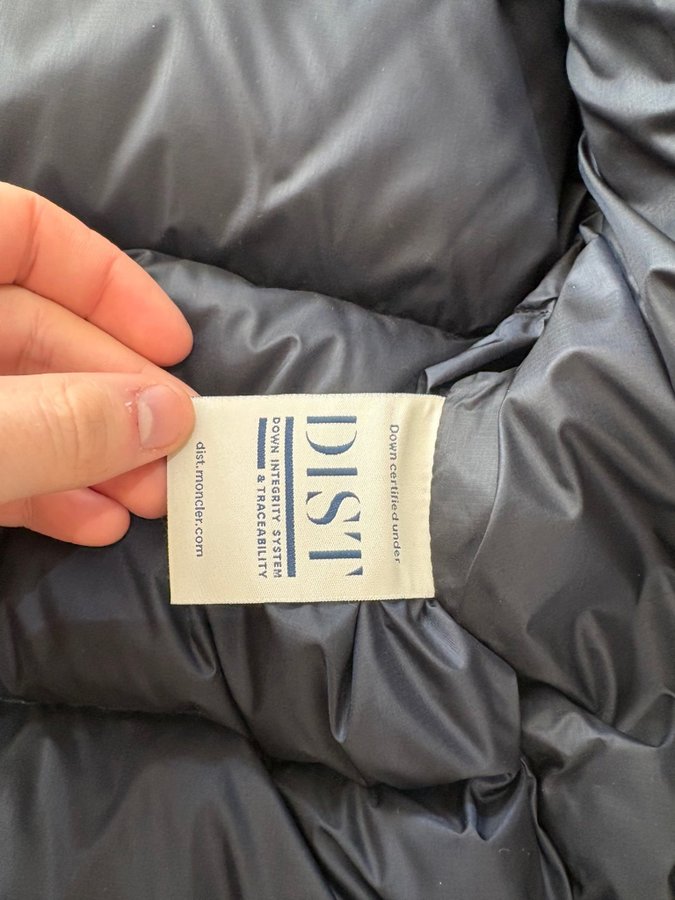 Down certified under
DIST
DOWN INTEGRITY SYSTEM
& TRACEABILITY
dist.moncler.com